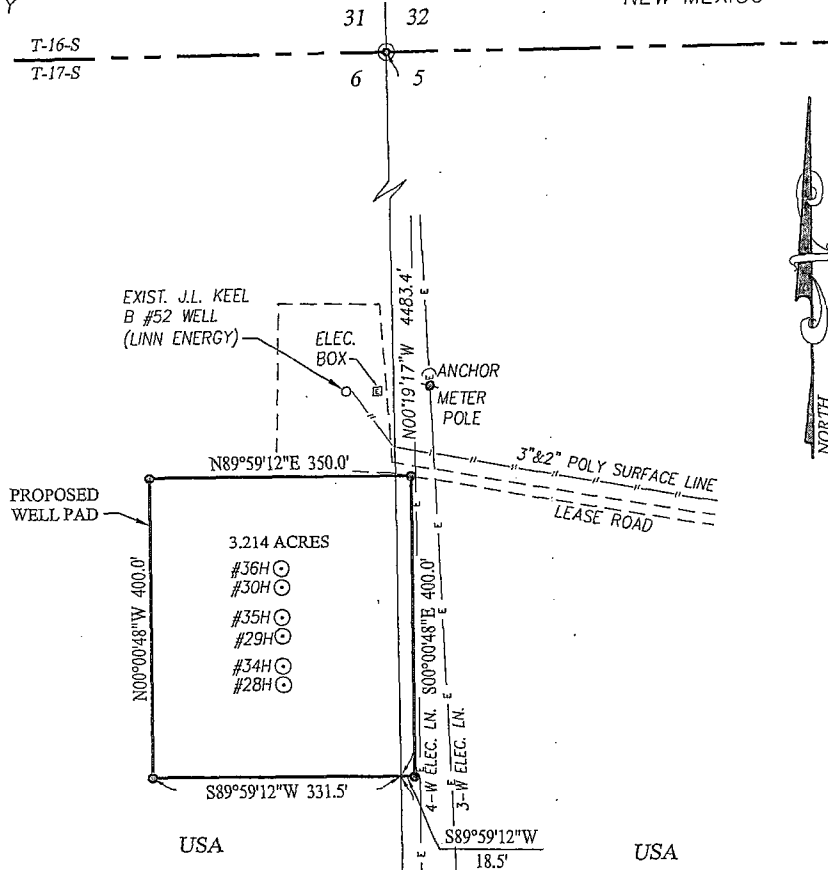 Y
NEW MEXICO
31 32
T-16-S
T-17-S
6 5
EXIST. J.L. KEEL
B #52 WELL
(LINN ENERGY)
ELEC.
BOX
E
N00°19'17"W 4483.4'
E
E
ANCHOR
METER
POLE
NORTH
N89°59'12"E 350.0'
3"&2" POLY SURFACE LINE
LEASE ROAD
PROPOSED
WELL PAD
3.214 ACRES
#36H
#30H
#35H
#29H
#34H
#28H
N00°00'48"W 400.0'
S00°00'48"E 400.0'
E
E
E
E
E
E
4-W ELEC. LN.
3-W ELEC. LN.
S89°59'12"W 331.5'
S89°59'12"W
18.5'
USA
USA
E
E